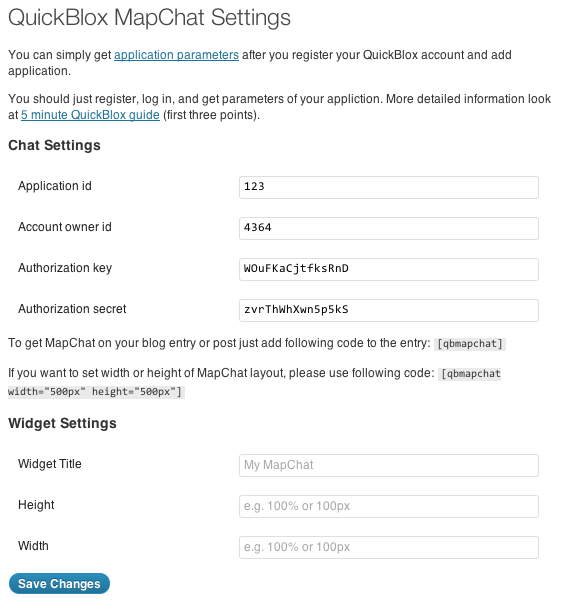 QuickBlox MapChat Settings
You can simply get application parameters after you register your QuickBlox account and add
application.
You should just register, log in, and get parameters of your appliction. More detailed information look
at 5 minute QuickBlox guide (first three points).
Chat Settings
Application id 123
Account owner id 4364
Authorization key WOuFKaCjtfksRnD
Authorization secret zvrThWhXwn5p5kS
To get MapChat on your blog entry or post just add following code to the entry: [qbmapchat]
If you want to set width or height of MapChat layout, please use following code: [qbmapchat
width="500px" height="500px"]
Widget Settings
Widget Title My MapChat
Height e.g. 100% or 100px
Width e.g. 100% or 100px
Save Changes